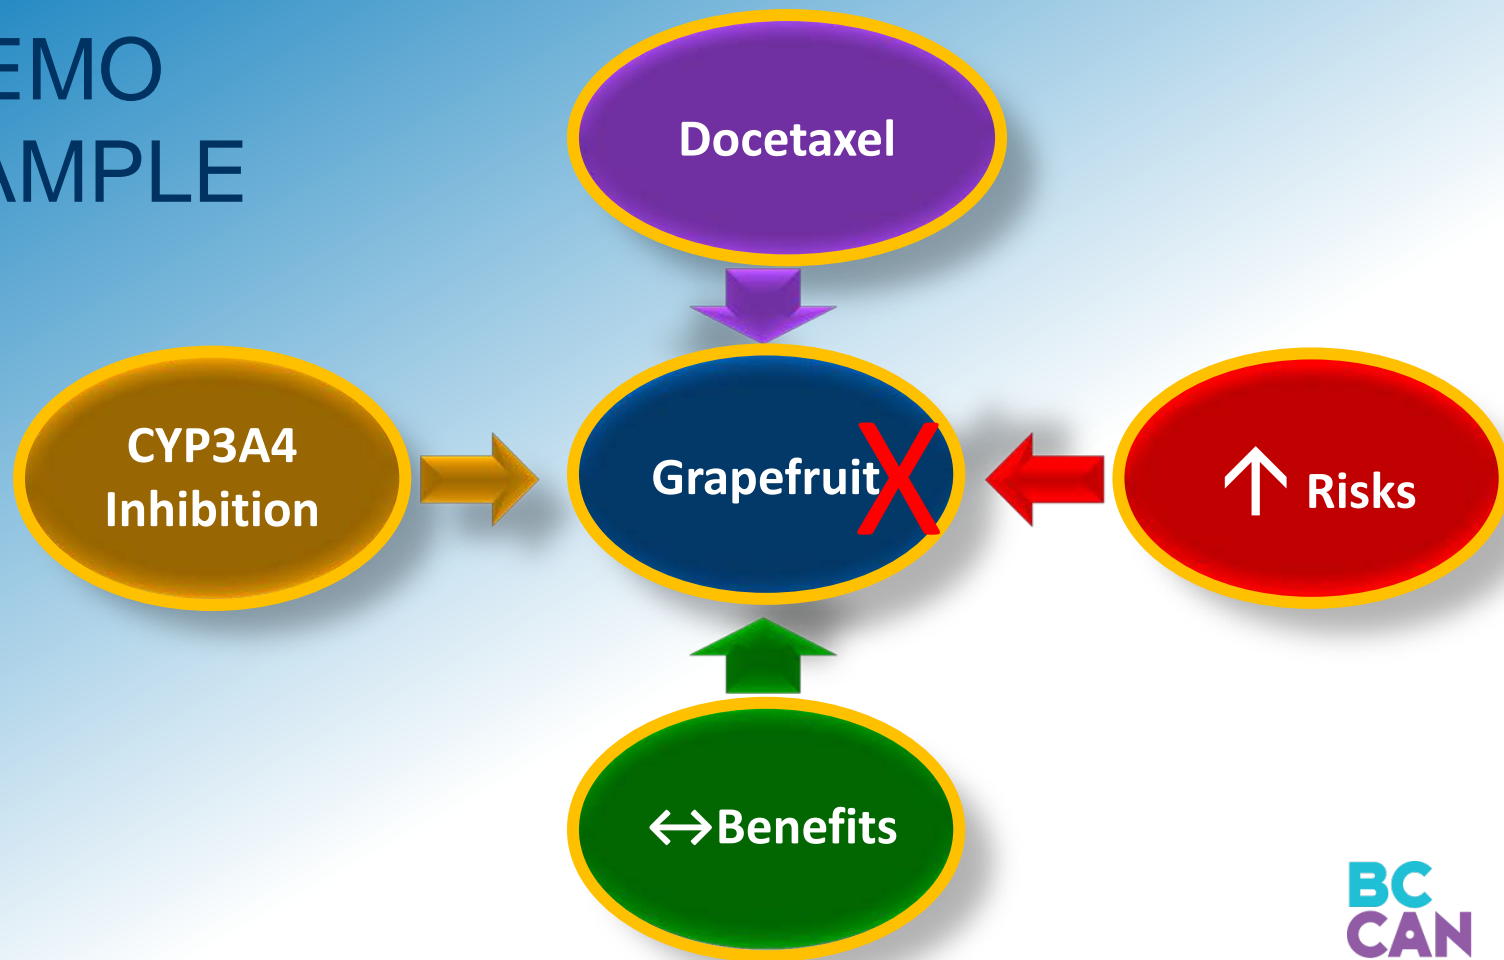 EMO
AMPLE
Docetaxel
CYP3A4
Inhibition
Grapefruit X
↑ Risks
↔Benefits
BC
CAN